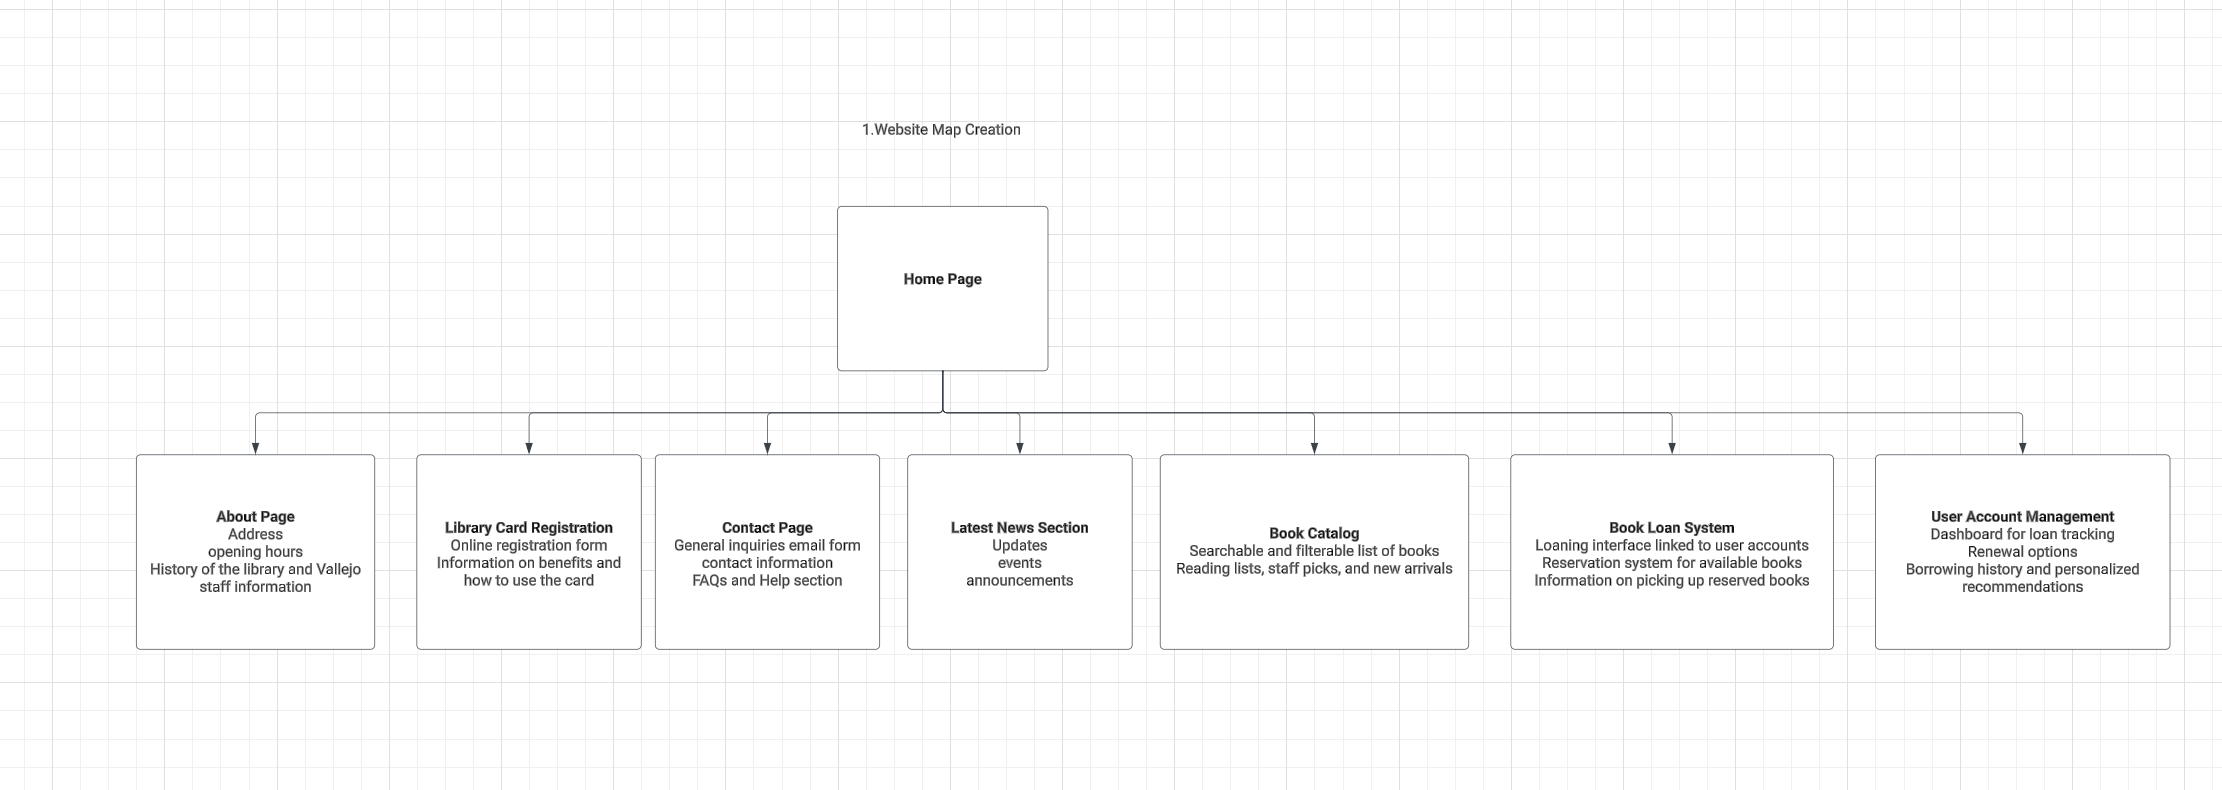 1.Website Map Creation
Home Page
About Page
Address
opening hours
History of the library and Vallejo
staff information
Library Card Registration
Online registration form
Information on benefits and
how to use the card
Contact Page
General inquiries email form
contact information
FAQs and Help section
Latest News Section
Updates
events
announcements
Book Catalog
Searchable and filterable list of books
Reading lists, staff picks, and new arrivals
Book Loan System
Loaning interface linked to user accounts
Reservation system for available books
Information on picking up reserved books
User Account Management
Dashboard for loan tracking
Renewal options
Borrowing history and personalized
recommendations